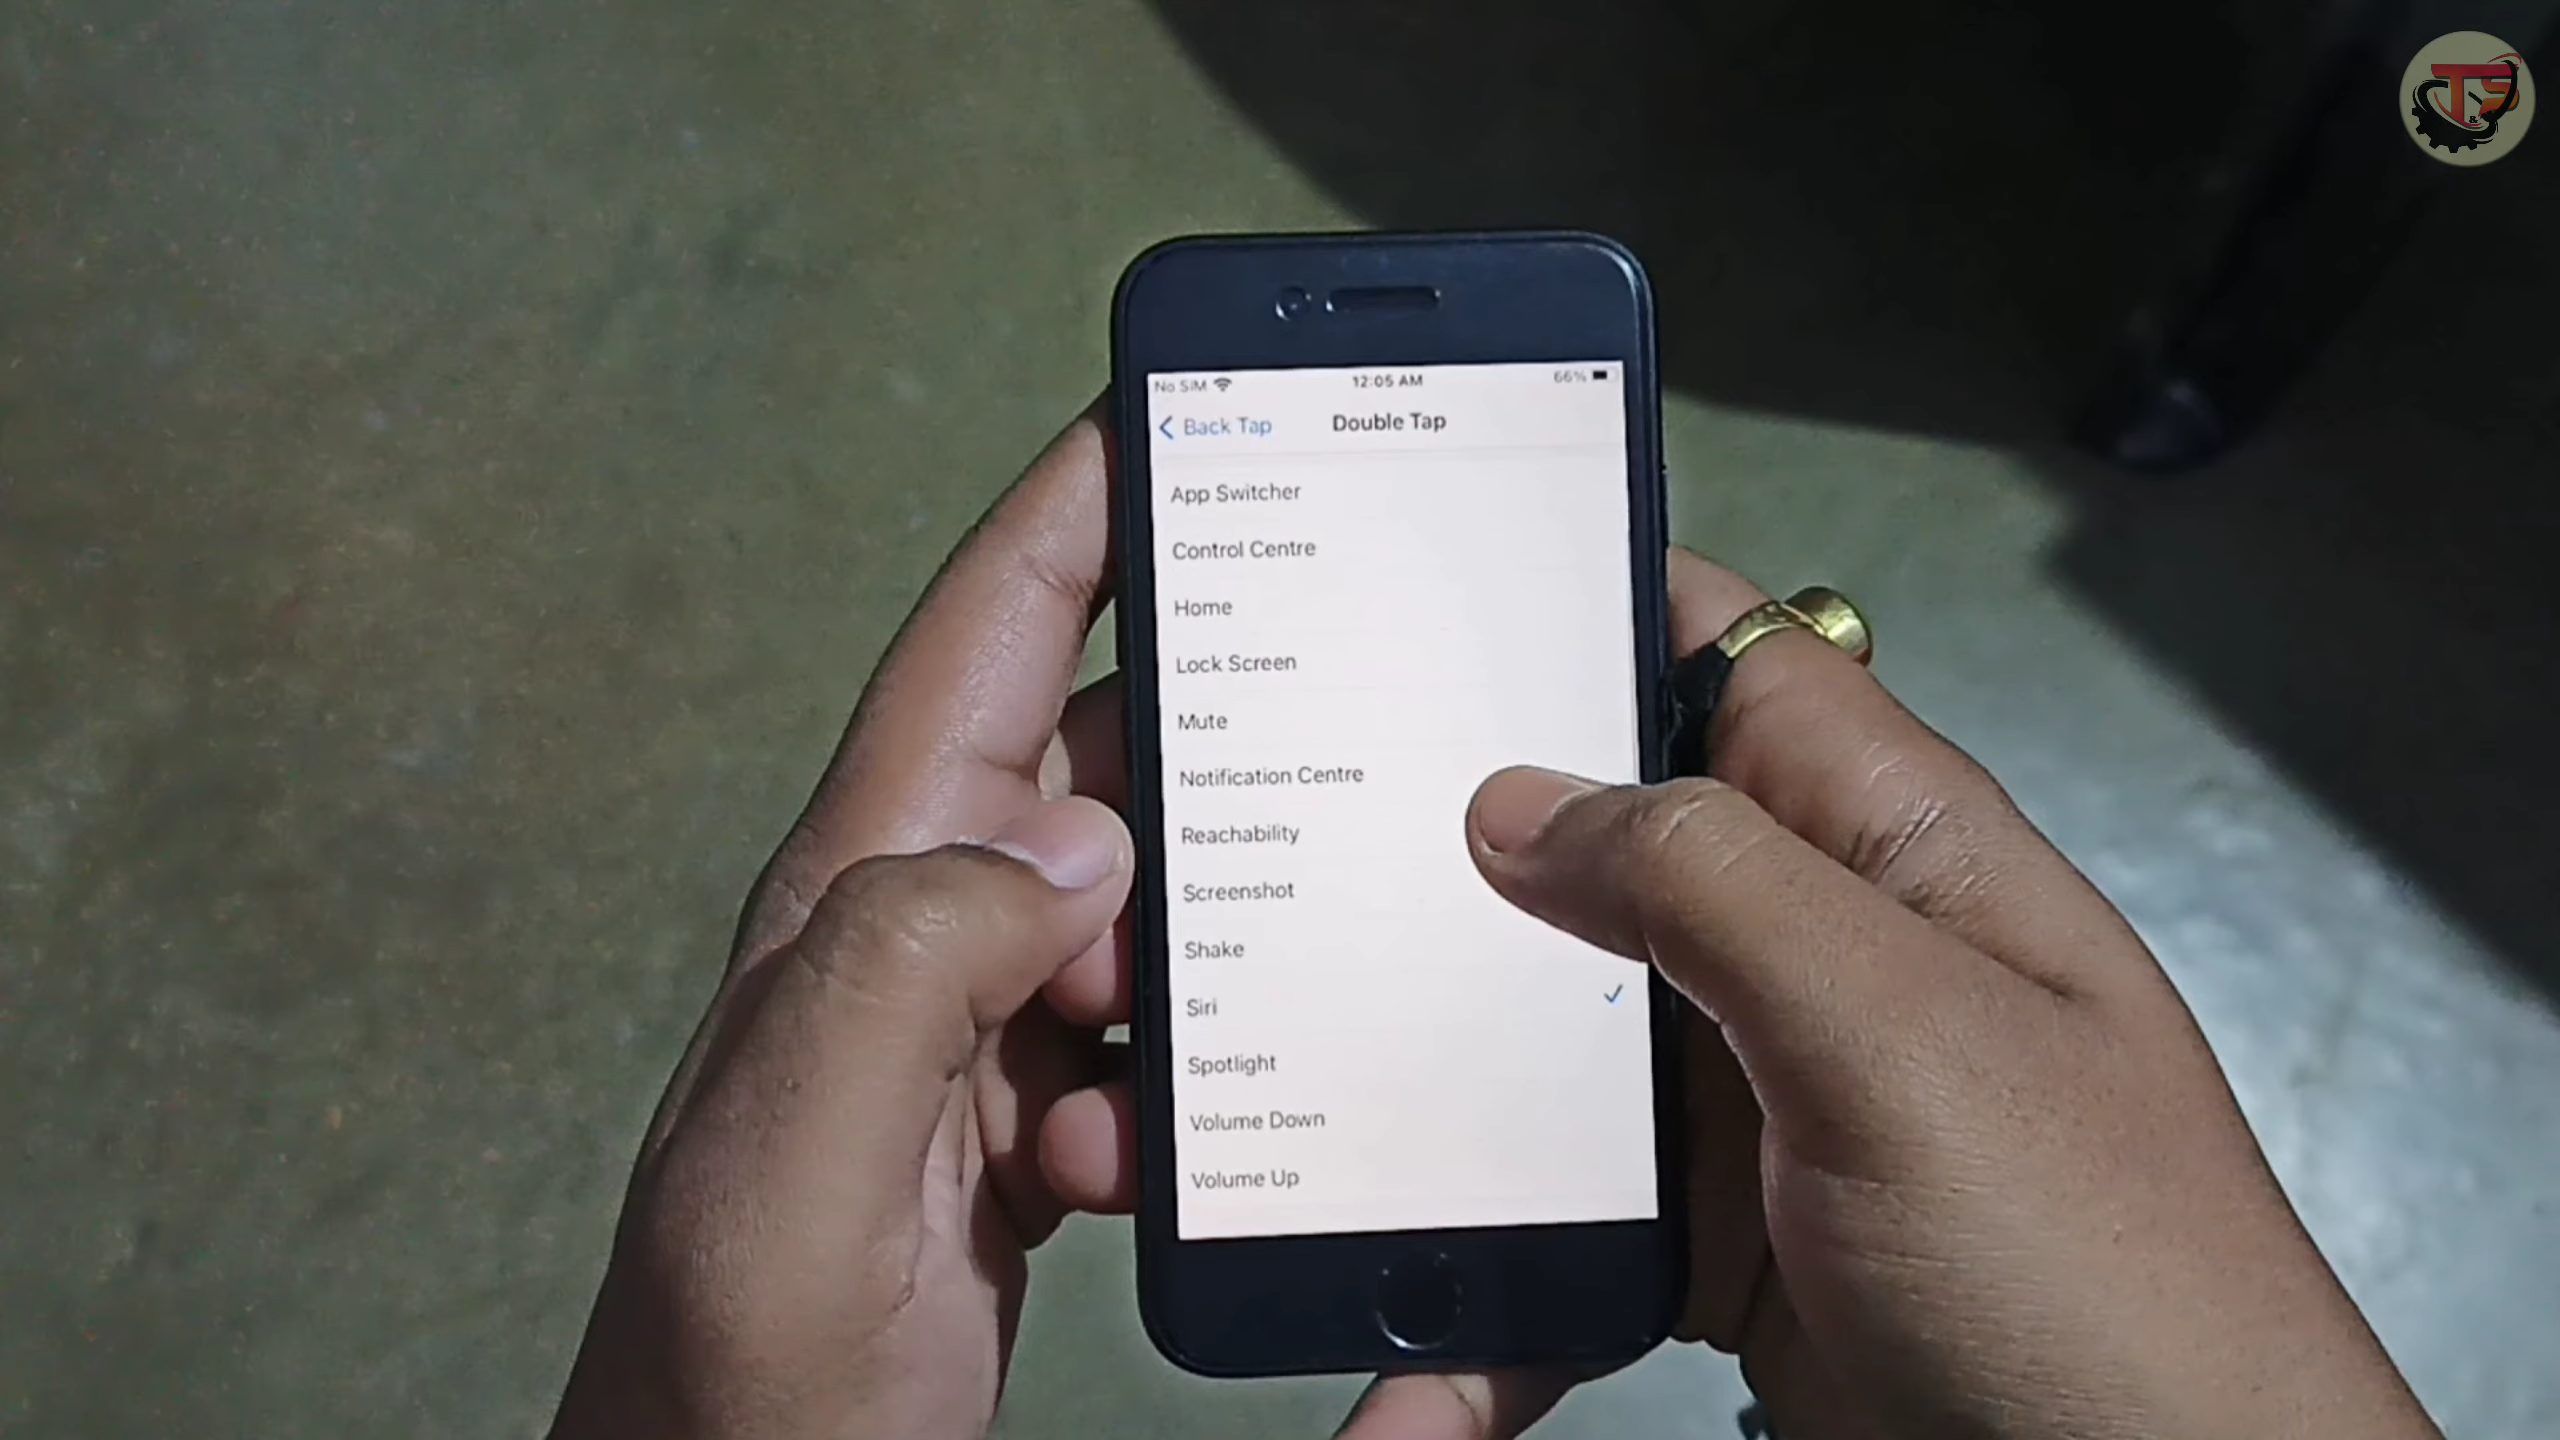 T&S
No SIM 12:05 AM 66%
Back Tap Double Tap
App Switcher
Control Centre
Home
Lock Screen
Mute
Notification Centre
Reachability
Screenshot
Shake
Siri
Spotlight
Volume Down
Volume Up